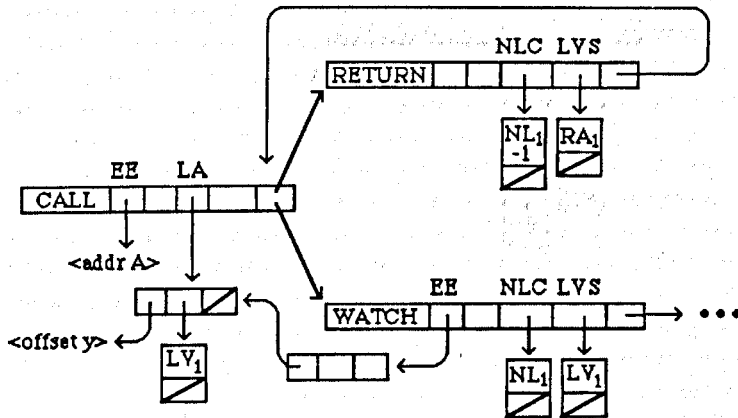 NLC LVS
RETURN
NL1
-1
RA1
EE LA
CALL
<addr A>
EE NLC LVS
WATCH
<offset y>
LV1
NL1
LV1